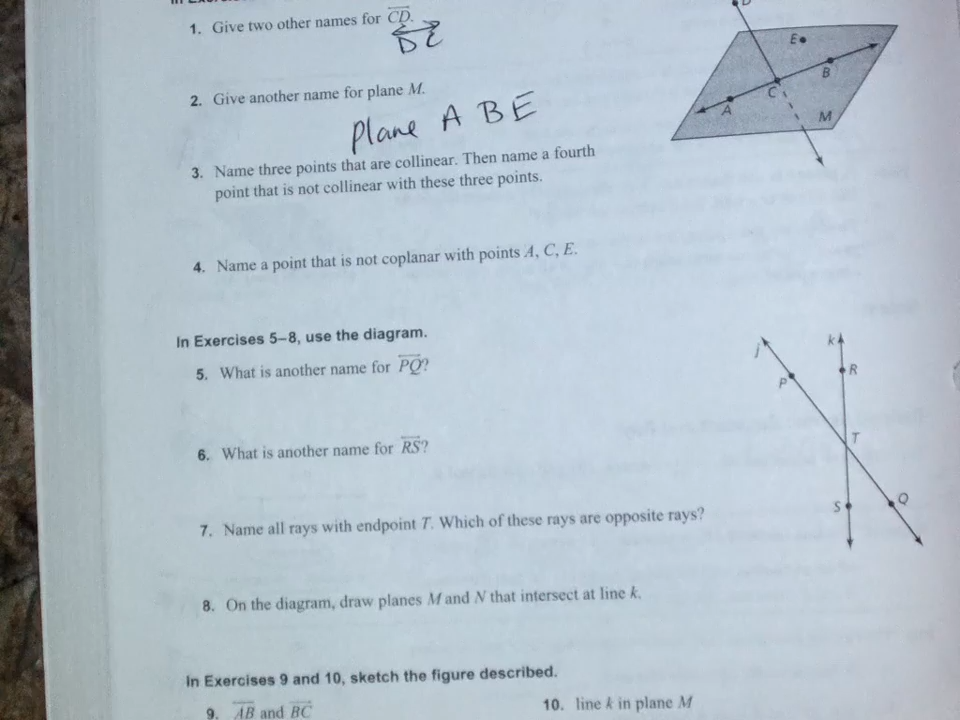 1. Give two other names for CD.
DC
2. Give another name for plane M.
Plane A B E
3. Name three points that are collinear. Then name a fourth
point that is not collinear with these three points.
4. Name a point that is not coplanar with points A, C, E.
D
E
B
C
A
M
In Exercises 5–8, use the diagram.
5. What is another name for PQ?
6. What is another name for RS?
7. Name all rays with endpoint T. Which of these rays are opposite rays?
8. On the diagram, draw planes M and N that intersect at line k.
j
k
R
P
T
S
Q
In Exercises 9 and 10, sketch the figure described.
9. AB and BC
10. line k in plane M